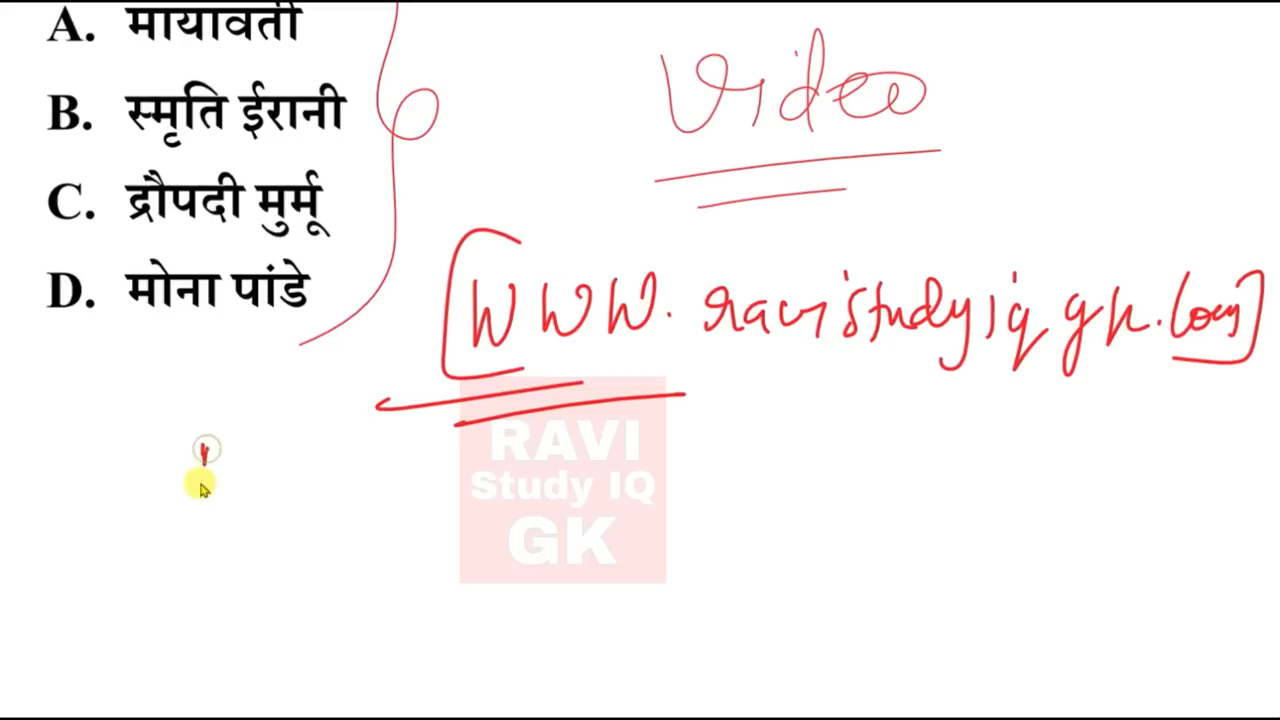 A. मायावती
B. स्मृति ईरानी
C. द्रौपदी मुर्मू
D. मोना पांडे
Video
www.ravistudyiqgk.com
RAVI
Study IQ
GK